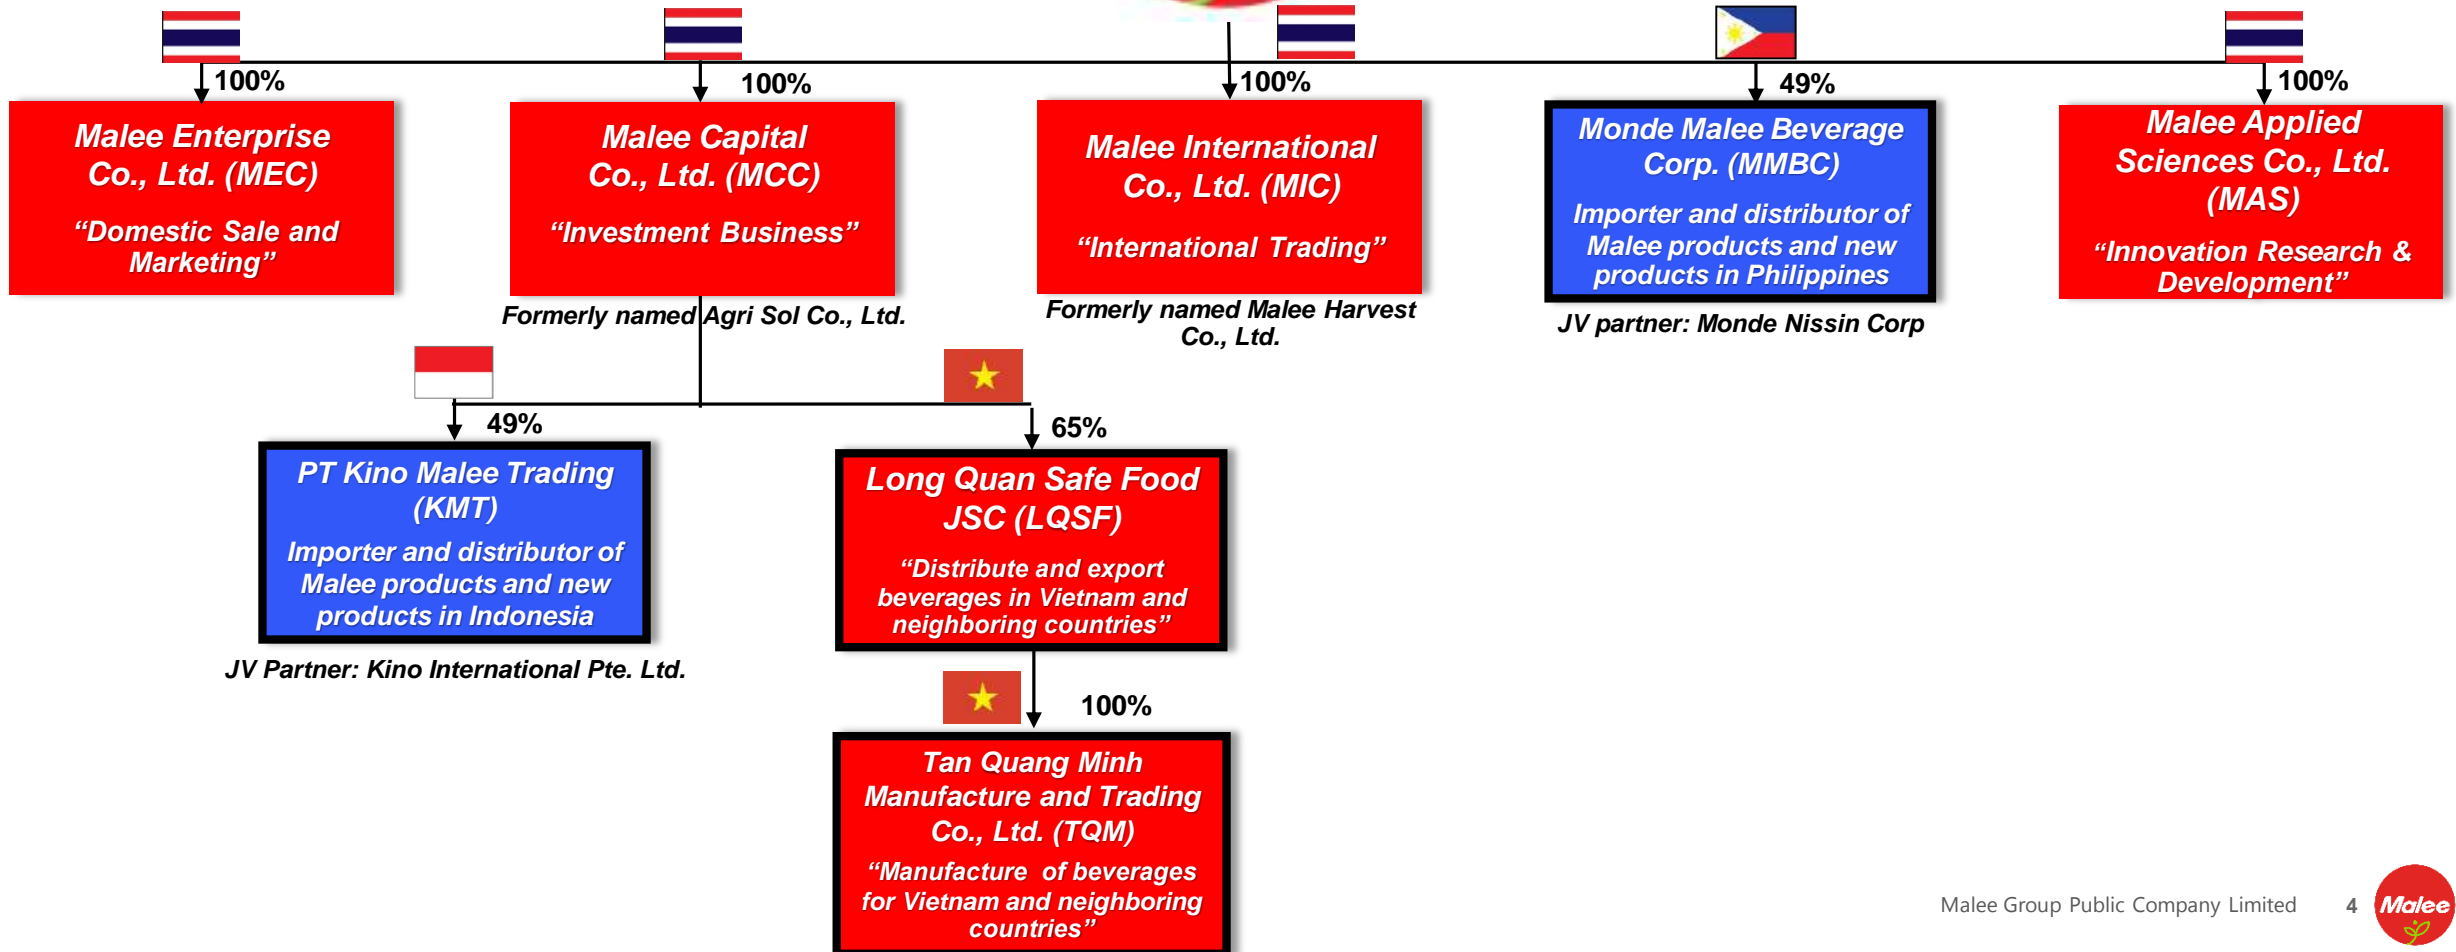 100%
100%
100%
49%
100%
Malee Enterprise
Co., Ltd. (MEC)
“Domestic Sale and
Marketing”
Malee Capital
Co., Ltd. (MCC)
“Investment Business”
Formerly named Agri Sol Co., Ltd.
Malee International
Co., Ltd. (MIC)
“International Trading”
Formerly named Malee Harvest
Co., Ltd.
Monde Malee Beverage
Corp. (MMBC)
Importer and distributor of
Malee products and new
products in Philippines
JV partner: Monde Nissin Corp
Malee Applied
Sciences Co., Ltd.
(MAS)
“Innovation Research &
Development”
49%
65%
PT Kino Malee Trading
(KMT)
Importer and distributor of
Malee products and new
products in Indonesia
JV Partner: Kino International Pte. Ltd.
Long Quan Safe Food
JSC (LQSF)
“Distribute and export
beverages in Vietnam and
neighboring countries”
100%
Tan Quang Minh
Manufacture and Trading
Co., Ltd. (TQM)
“Manufacture of beverages
for Vietnam and neighboring
countries”
Malee Group Public Company Limited
4
Malee